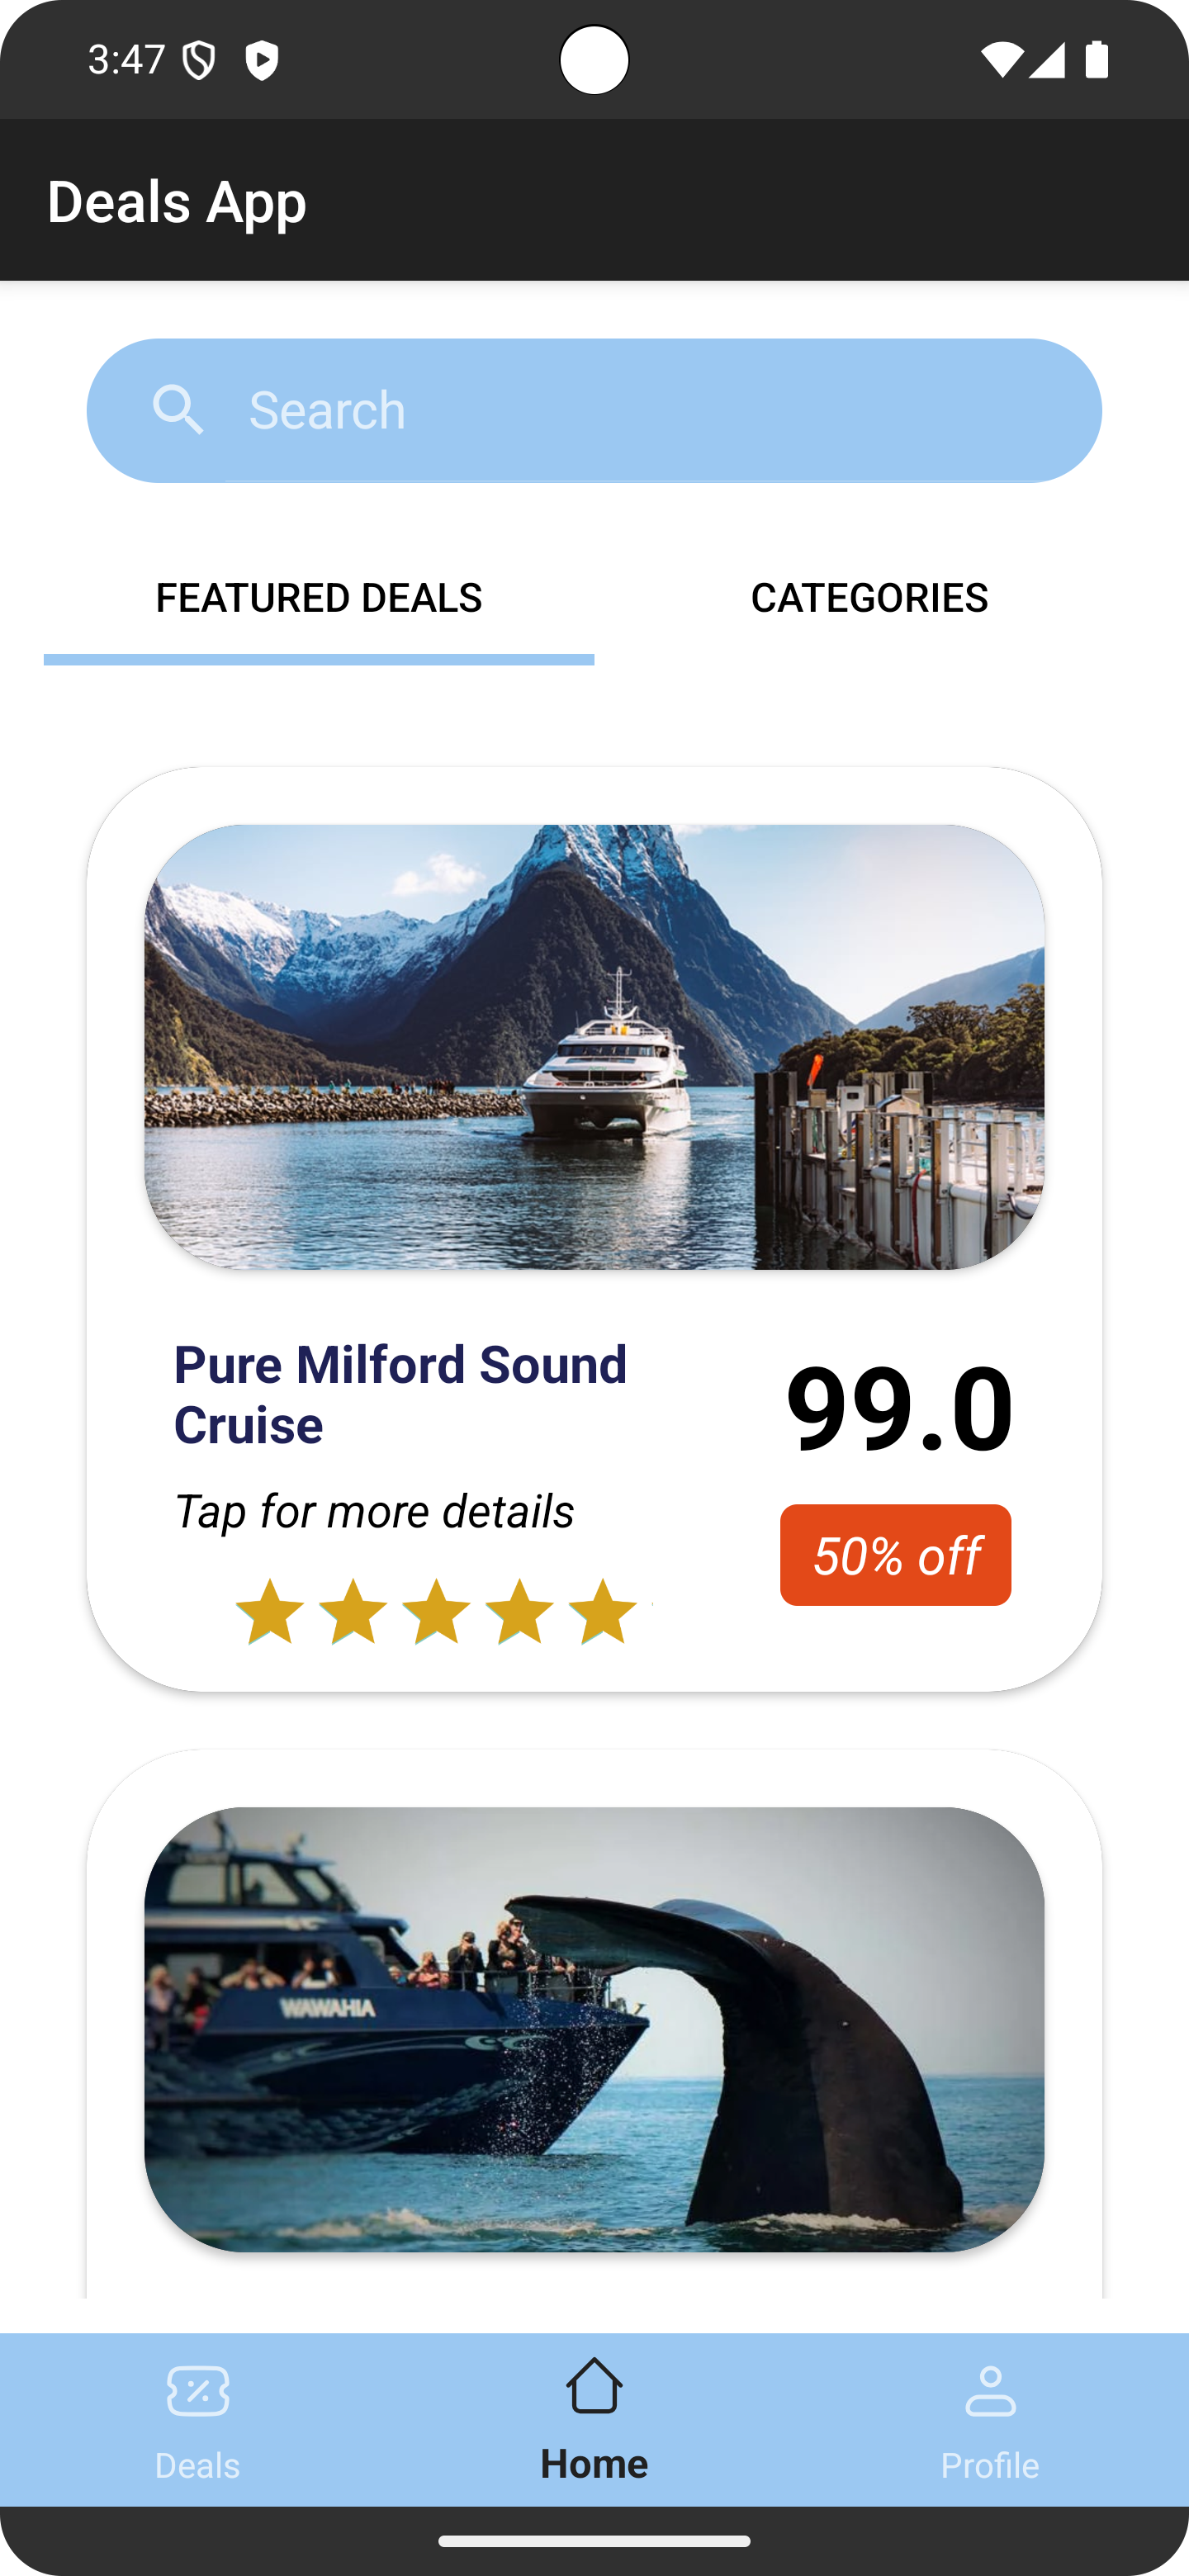 3:47
Deals App
Search
FEATURED DEALS
CATEGORIES
WAWAHIA
Pure Milford Sound
Cruise
99.0
Tap for more details
50% off
Deals
Home
Profile